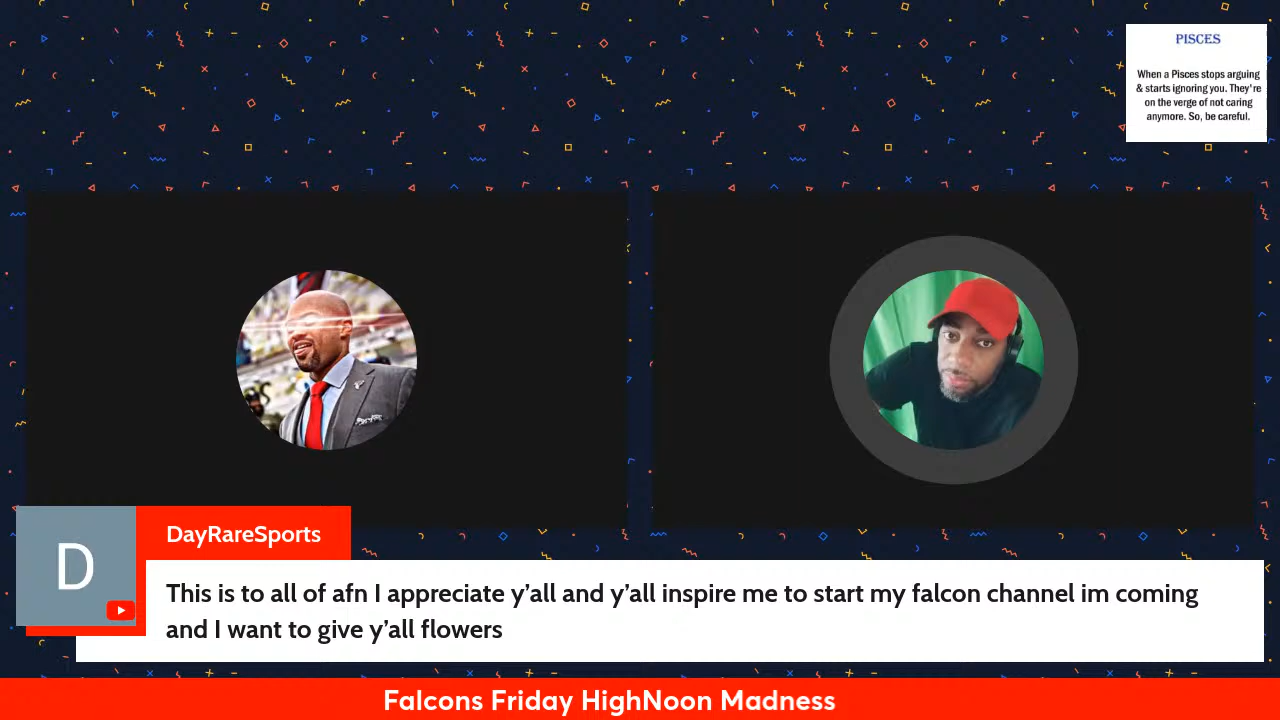 PISCES
When a Pisces stops arguing
& starts ignoring you. They're
on the verge of not caring
anymore. So, be careful.
D
DayRareSports
This is to all of afn I appreciate y’all and y’all inspire me to start my falcon channel im coming
and I want to give y’all flowers
Falcons Friday HighNoon Madness